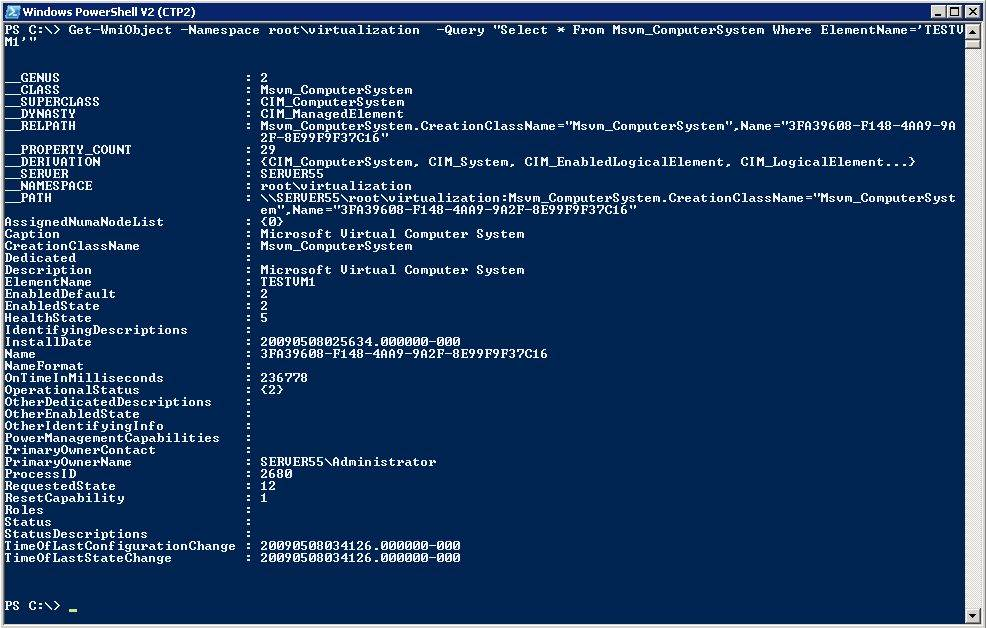 Windows PowerShell V2 (CTP2)
PS C:\> Get-WmiObject -Namespace root\virtualization  -Query "Select * From Msvm_ComputerSystem Where ElementName='TESTV
M1'"
__GENUS                     : 2
__CLASS                     : Msvm_ComputerSystem
__SUPERCLASS                : CIM_ComputerSystem
__DYNASTY                   : CIM_ManagedElement
__RELPATH                   : Msvm_ComputerSystem.CreationClassName="Msvm_ComputerSystem",Name="3FA39608-F148-4AA9-9A
2F-8E99F9F37C16"
__PROPERTY_COUNT            : 29
__DERIVATION                : {CIM_ComputerSystem, CIM_System, CIM_EnabledLogicalElement, CIM_LogicalElement...}
__SERVER                    : SERVER55
__NAMESPACE                 : root\virtualization
__PATH                      : \\SERVER55\root\virtualization:Msvm_ComputerSystem.CreationClassName="Msvm_ComputerSyst
em",Name="3FA39608-F148-4AA9-9A2F-8E99F9F37C16"
AssignedNumaNodeList        : {0}
Caption                     : Microsoft Virtual Computer System
CreationClassName           : Msvm_ComputerSystem
Dedicated                   :
Description                 : Microsoft Virtual Computer System
ElementName                 : TESTVM1
EnabledDefault              : 2
EnabledState                : 2
HealthState                 : 5
IdentifyingDescriptions     :
InstallDate                 : 20090508025634.000000-000
Name                        : 3FA39608-F148-4AA9-9A2F-8E99F9F37C16
NameFormat                  :
OnTimeInMilliseconds        : 236778
OperationalStatus           : {2}
OtherDedicatedDescriptions  :
OtherEnabledState           :
OtherIdentifyingInfo        :
PowerManagementCapabilities :
PrimaryOwnerContact         :
PrimaryOwnerName            : SERVER55\Administrator
ProcessID                   : 2680
RequestedState              : 12
ResetCapability             : 1
Roles                       :
Status                      :
StatusDescriptions          :
TimeOfLastConfigurationChange : 20090508034126.000000-000
TimeOfLastStateChange       : 20090508034126.000000-000
PS C:\> _